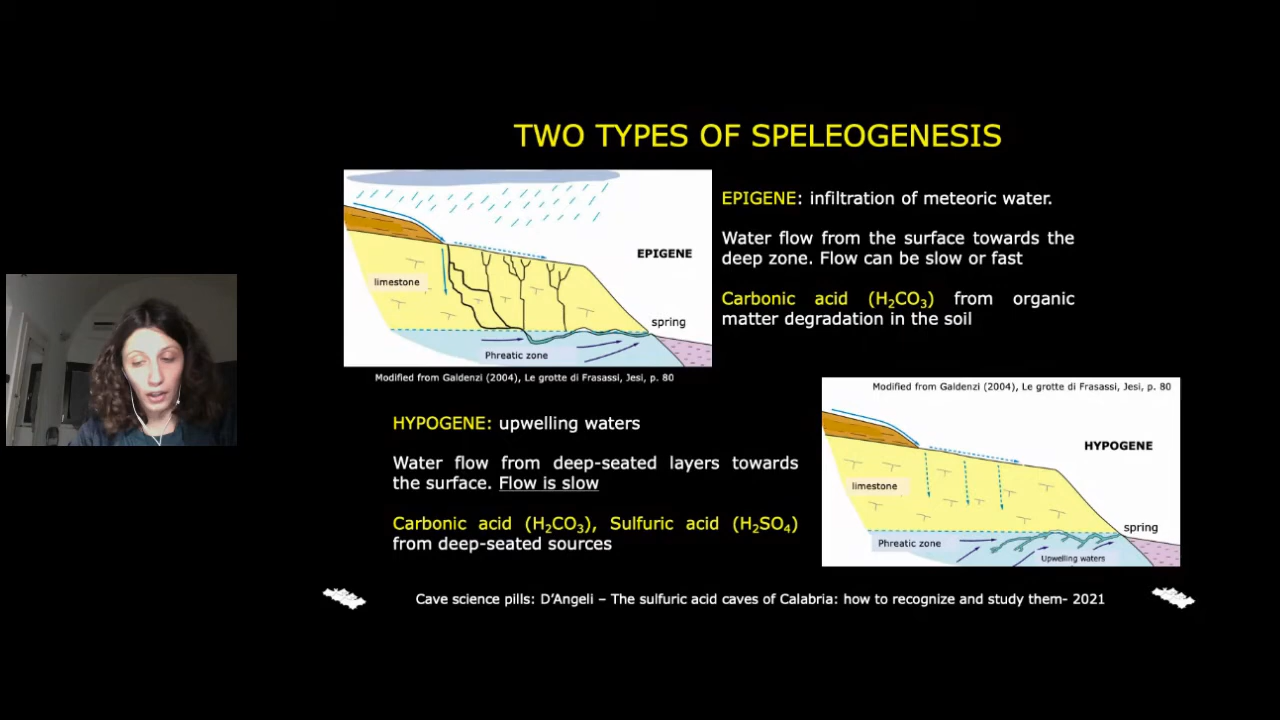 TWO TYPES OF SPELEOGENESIS
EPIGENE
limestone
spring
Phreatic zone
Modified from Galdenzi (2004), Le grotte di Frasassi, Jesi, p. 80
EPIGENE: infiltration of meteoric water.
Water flow from the surface towards the
deep zone. Flow can be slow or fast
Carbonic acid (H₂CO₃) from organic
matter degradation in the soil
HYPOGENE: upwelling waters
Water flow from deep-seated layers towards
the surface. Flow is slow
Carbonic acid (H₂CO₃), Sulfuric acid (H₂SO₄)
from deep-seated sources
Modified from Galdenzi (2004), Le grotte di Frasassi, Jesi, p. 80
HYPOGENE
limestone
spring
Phreatic zone
Upwelling waters
Cave science pills: D'Angeli – The sulfuric acid caves of Calabria: how to recognize and study them- 2021